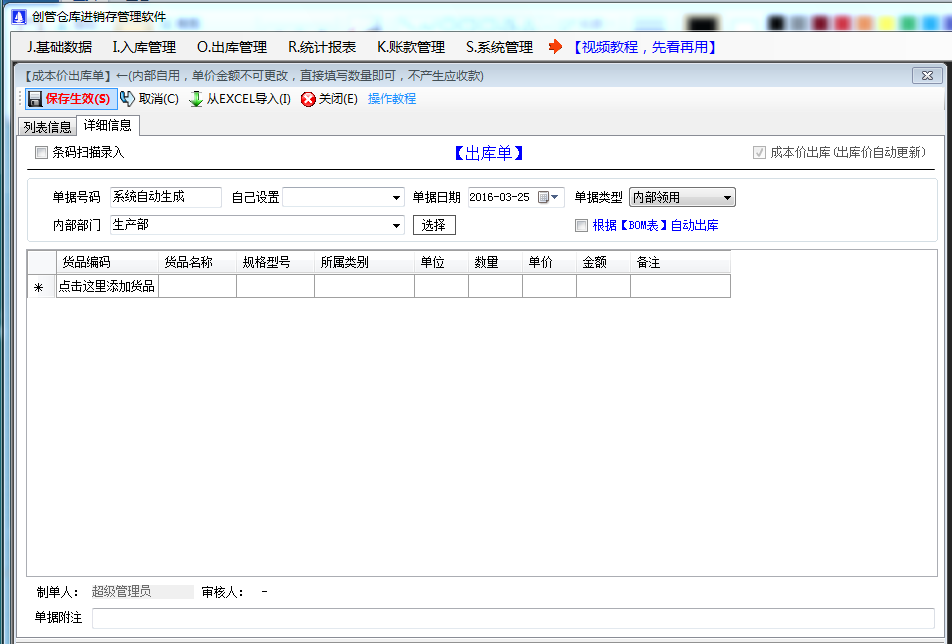 创管仓库进销存管理软件
J.基础数据 I.入库管理 O.出库管理 R.统计报表 K.账款管理 S.系统管理 【视频教程，先看再用】
【成本价出库单】←(内部自用，单价金额不可更改，直接填写数量即可，不产生应收款)
保存生效(S) 取消(C) 从EXCEL导入(I) 关闭(E) 操作教程
列表信息 详细信息
条码扫描录入 【出库单】 成本价出库(出库价自动更新)
单据号码 系统自动生成 自己设置 单据日期 2016-03-25 单据类型 内部领用
内部部门 生产部 选择 根据【BOM表】自动出库
货品编码 货品名称 规格型号 所属类别 单位 数量 单价 金额 备注
* 点击这里添加货品
制单人： 超级管理员 审核人： -
单据附注